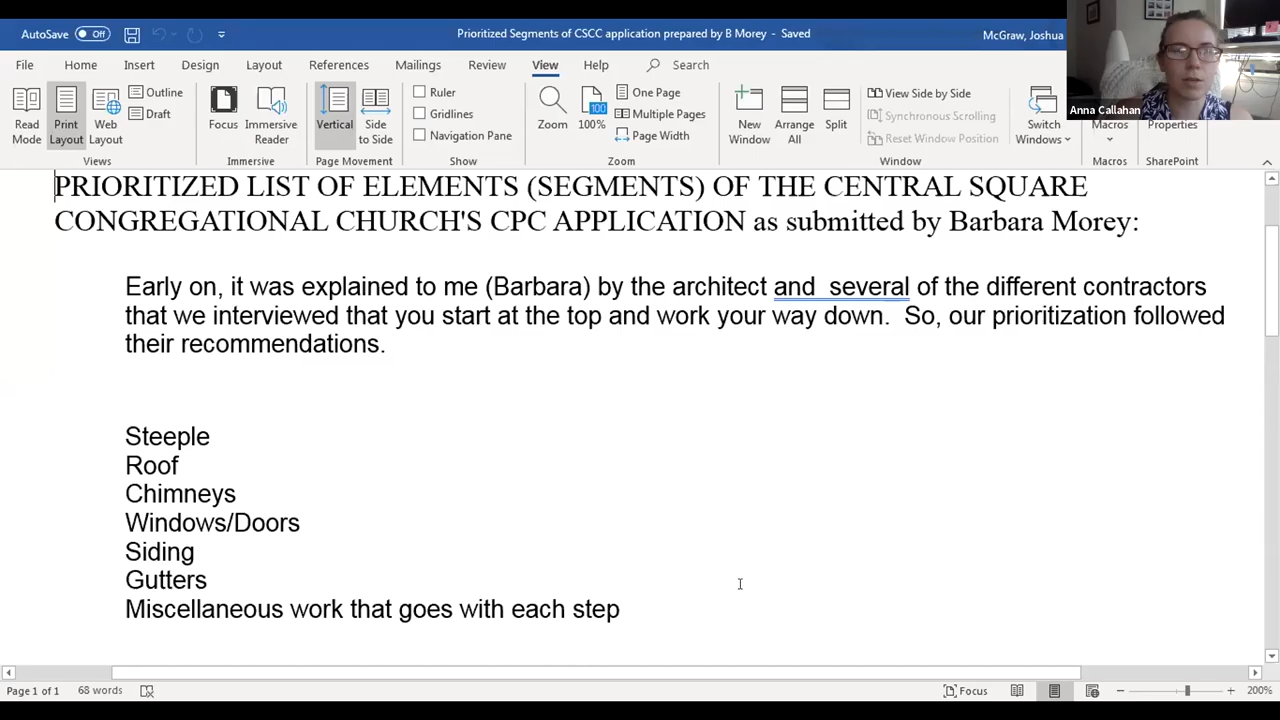 AutoSave Off
Prioritized Segments of CSCC application prepared by B Morey - Saved
McGraw, Joshua
Anna Callahan
File Home Insert Design Layout References Mailings Review View Help Search
Read Mode
Print Layout
Web Layout
Outline
Draft
Views
Focus
Immersive Reader
Immersive
Vertical
Side to Side
Page Movement
Ruler
Gridlines
Navigation Pane
Show
Zoom
100
100%
One Page
Multiple Pages
Page Width
Zoom
New Window
Arrange All
Split
View Side by Side
Synchronous Scrolling
Reset Window Position
Window
Switch Windows
Macros
Macros
Properties
SharePoint
PRIORITIZED LIST OF ELEMENTS (SEGMENTS) OF THE CENTRAL SQUARE
CONGREGATIONAL CHURCH'S CPC APPLICATION as submitted by Barbara Morey:
Early on, it was explained to me (Barbara) by the architect and  several of the different contractors
that we interviewed that you start at the top and work your way down.  So, our prioritization followed
their recommendations.
Steeple
Roof
Chimneys
Windows/Doors
Siding
Gutters
Miscellaneous work that goes with each step
Page 1 of 1 68 words
Focus
200%